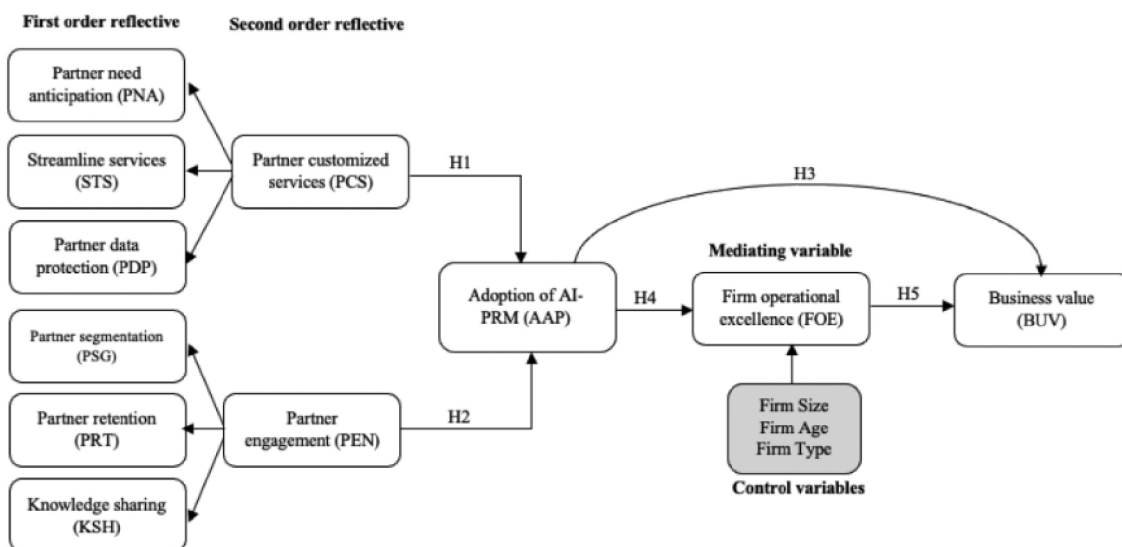 First order reflective
Second order reflective
Partner need
anticipation (PNA)
Streamline services
(STS)
Partner customized
services (PCS)
H1
H3
Partner data
protection (PDP)
Mediating variable
Adoption of AI-
PRM (AAP)
H4
Firm operational
excellence (FOE)
H5
Business value
(BUV)
Partner segmentation
(PSG)
Partner retention
(PRT)
Partner
engagement (PEN)
H2
Firm Size
Firm Age
Firm Type
Control variables
Knowledge sharing
(KSH)